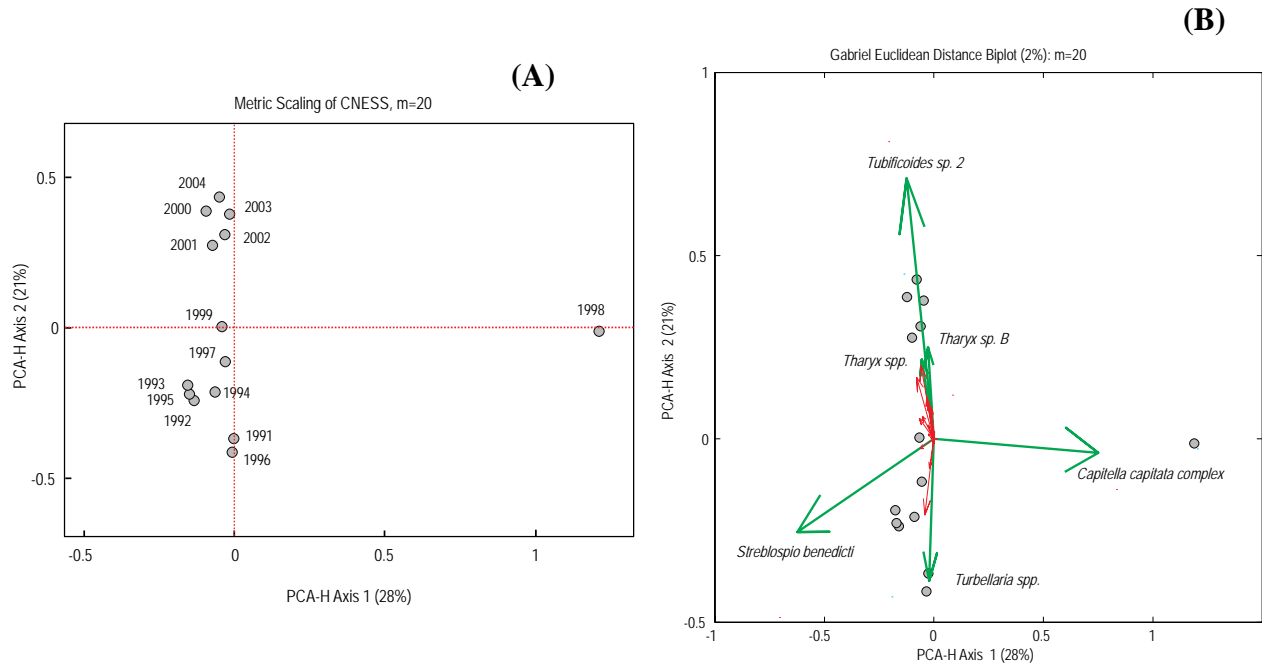 (A)
Metric Scaling of CNESS, m=20
0.5
0
-0.5
PCA-H Axis 2 (21%)
2004
2000
2003
2001
2002
1999
1998
1997
1993
1994
1995
1992
1991
1996
-0.5
0
0.5
1
PCA-H Axis 1 (28%)
(B)
Gabriel Euclidean Distance Biplot (2%): m=20
1
0.5
0
-0.5
PCA-H Axis 2 (21%)
Tubificoides sp. 2
Tharyx sp. B
Tharyx spp.
Capitella capitata complex
Streblospio benedicti
Turbellaria spp.
-1
-0.5
0
0.5
1
PCA-H Axis 1 (28%)